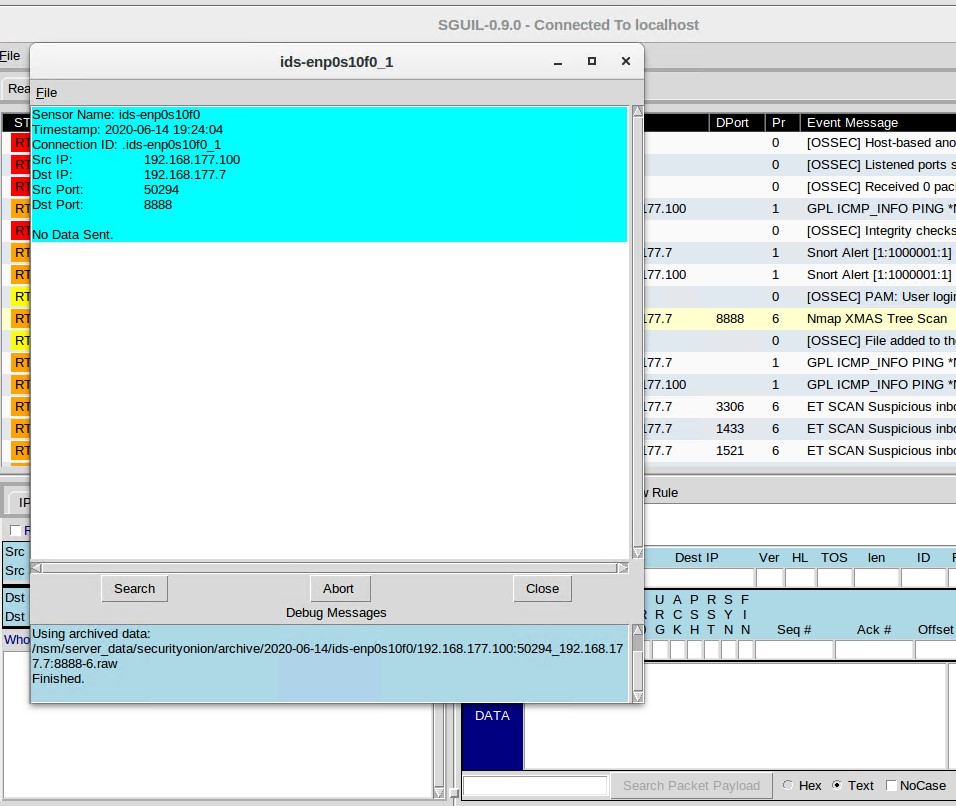 SGUIL-0.9.0 - Connected To localhost
File
ids-enp0s10f0_1
File
Sensor Name: ids-enp0s10f0
Timestamp: 2020-06-14 19:24:04
Connection ID: .ids-enp0s10f0_1
Src IP: 192.168.177.100
Dst IP: 192.168.177.7
Src Port: 50294
Dst Port: 8888
No Data Sent.
Search Abort Close
Debug Messages
Using archived data:
/nsm/server_data/securityonion/archive/2020-06-14/ids-enp0s10f0/192.168.177.100:50294_192.168.17
7.7:8888-6.raw
Finished.
Rea
ST DPort Pr Event Message
RT 0 [OSSEC] Host-based ano
RT 0 [OSSEC] Listened ports s
RT 0 [OSSEC] Received 0 pac
RT 177.100 1 GPL ICMP_INFO PING *N
RT 0 [OSSEC] Integrity checks
RT 177.7 1 Snort Alert [1:1000001:1]
RT 177.100 1 Snort Alert [1:1000001:1]
RT 0 [OSSEC] PAM: User login
RT 177.7 8888 6 Nmap XMAS Tree Scan
RT 0 [OSSEC] File added to the
RT 177.7 1 GPL ICMP_INFO PING *N
RT 177.100 1 GPL ICMP_INFO PING *N
RT 177.7 3306 6 ET SCAN Suspicious inbo
RT 177.7 1433 6 ET SCAN Suspicious inbo
RT 177.7 1521 6 ET SCAN Suspicious inbo
IP
w Rule
R
Src
Src
Dst
Dst
Who
Dest IP Ver HL TOS len ID F
U A P R S F
R R C S S Y I
0 G K H T N N Seq # Ack # Offset
DATA
Search Packet Payload Hex Text NoCase